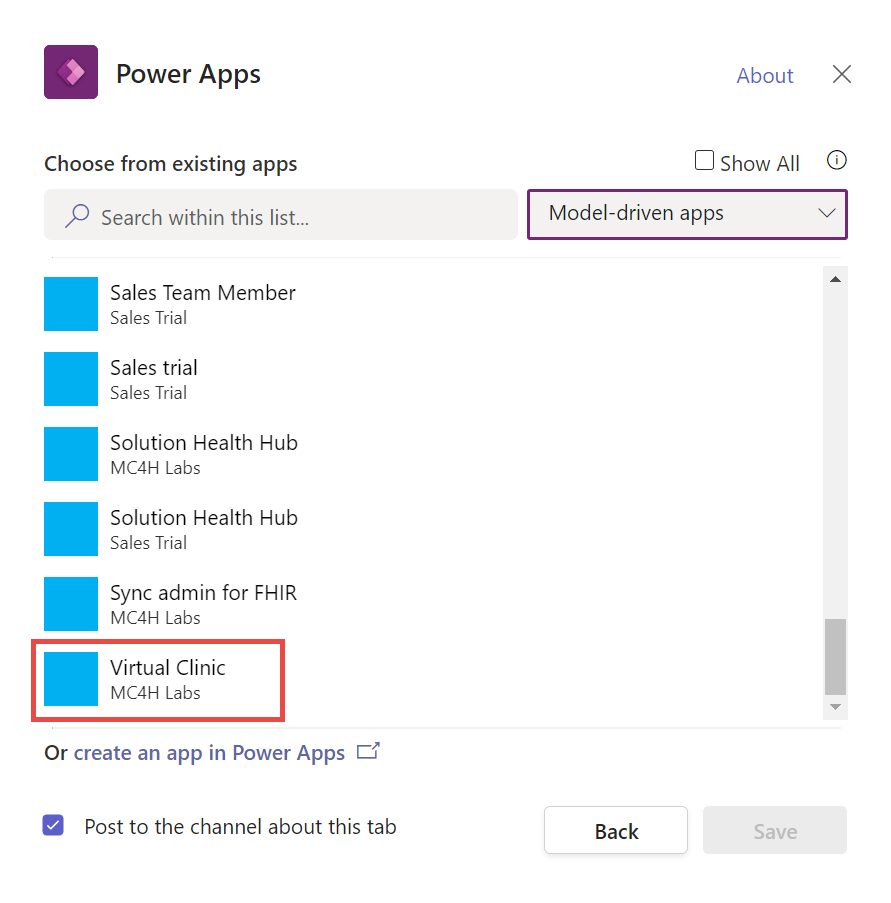 Power Apps
About
Choose from existing apps
Show All
Search within this list...
Model-driven apps
Sales Team Member
Sales Trial
Sales trial
Sales Trial
Solution Health Hub
MC4H Labs
Solution Health Hub
Sales Trial
Sync admin for FHIR
MC4H Labs
Virtual Clinic
MC4H Labs
Or create an app in Power Apps
Post to the channel about this tab
Back
Save